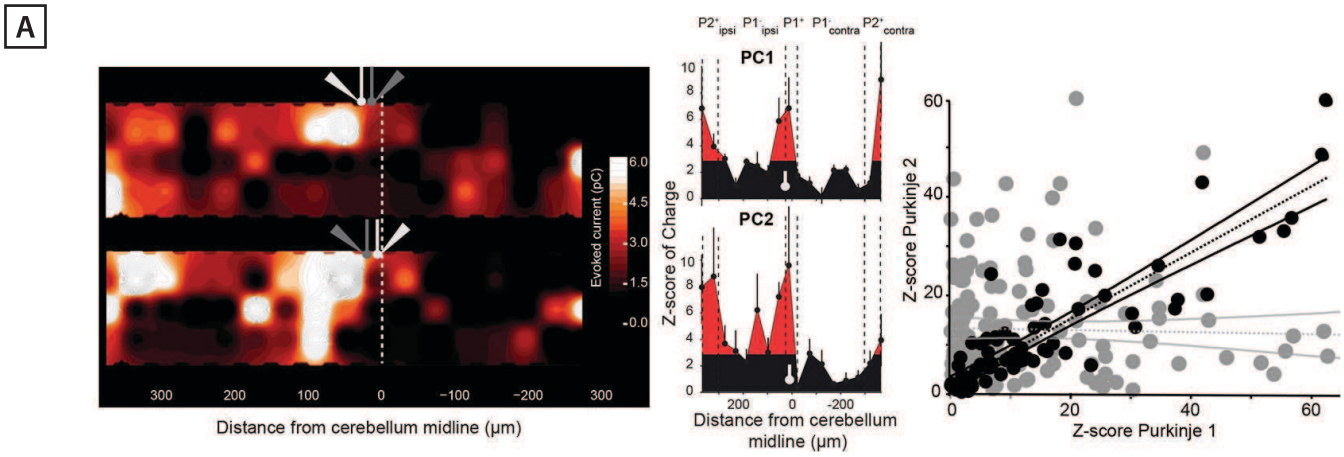 A
P2+ipsi P1-ipsi P1+ P1-contra P2+contra
PC1
10
8
6
4
2
0
PC2
10
8
6
4
2
0
Z-score of Charge
200 0 -200
Distance from cerebellum
midline (µm)
6.0
4.5
3.0
1.5
0.0
Evoked current (pC)
300 200 100 0 −100 −200 300
Distance from cerebellum midline (µm)
60
40
20
0
Z-score Purkinje 2
0 20 40 60
Z-score Purkinje 1